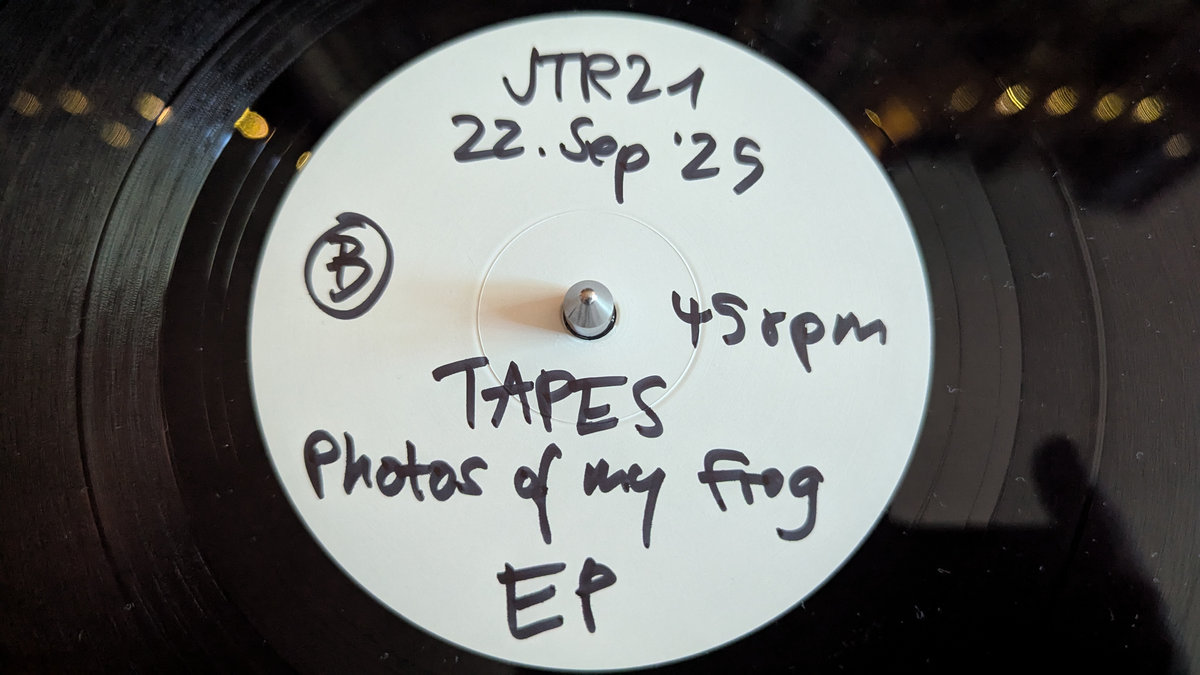 JTR21
22. Sep '25
B
45rpm
TAPES
Photos of my frog
EP